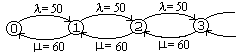 λ = 50 λ = 50 λ = 50
0 1 2 3
μ = 60 μ = 60 μ = 60